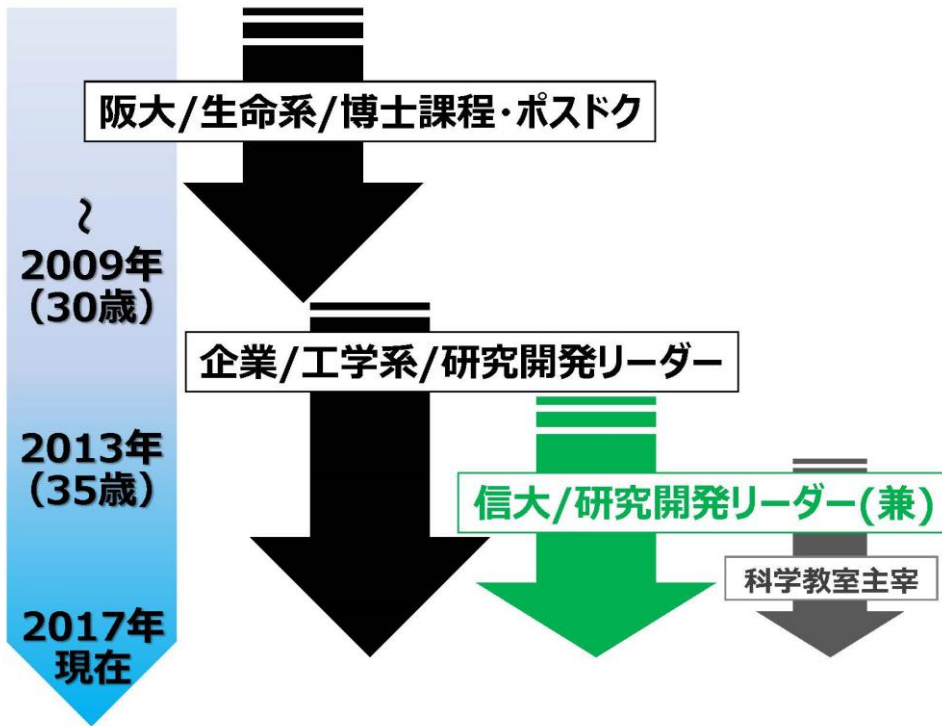 阪大/生命系/博士課程・ポスドク
～
2009年
（30歳）
企業/工学系/研究開発リーダー
2013年
（35歳）
信大/研究開発リーダー(兼)
科学教室主宰
2017年
現在